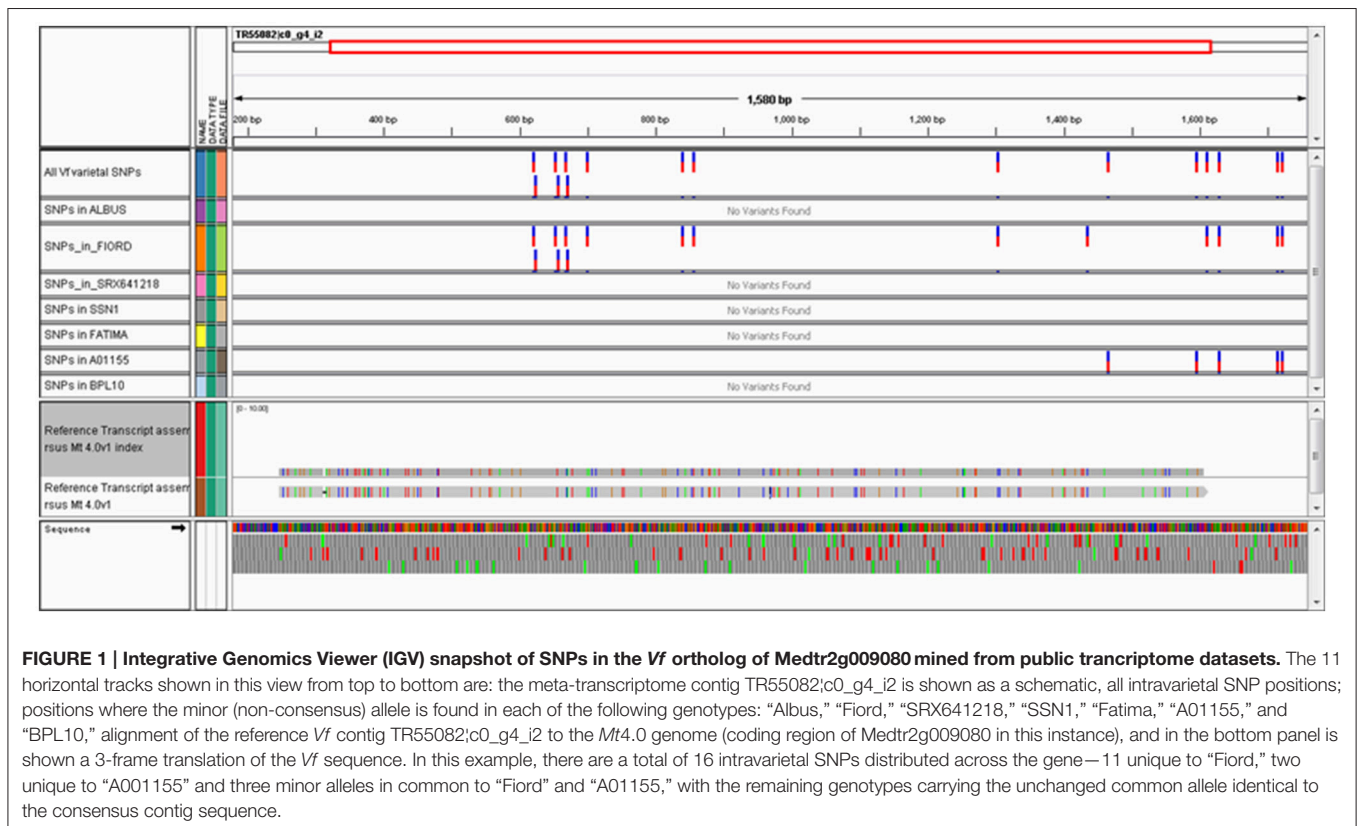 TR55082|c0_g4_i2
NAME
DATA TYPE
DATA FILE
1,580 bp
200 bp 400 bp 600 bp 800 bp 1,000 bp 1,200 bp 1,400 bp 1,600 bp
All Vf varietal SNPs
SNPs in ALBUS
No Variants Found
SNPs_in_FIORD
SNPs_in_SRX641218
No Variants Found
SNPs in SSN1
No Variants Found
SNPs in FATIMA
No Variants Found
SNPs in A01155
SNPs in BPL10
No Variants Found
[0 - 10.00]
Reference Transcript assem
rsus Mt 4.0v1 index
Reference Transcript assem
rsus Mt 4.0v1
Sequence
FIGURE 1 | Integrative Genomics Viewer (IGV) snapshot of SNPs in the Vf ortholog of Medtr2g009080 mined from public trancriptome datasets. The 11
horizontal tracks shown in this view from top to bottom are: the meta-transcriptome contig TR55082¦c0_g4_i2 is shown as a schematic, all intravarietal SNP positions;
positions where the minor (non-consensus) allele is found in each of the following genotypes: “Albus,” “Fiord,” “SRX641218,” “SSN1,” “Fatima,” “A01155,” and
“BPL10,” alignment of the reference Vf contig TR55082¦c0_g4_i2 to the Mt4.0 genome (coding region of Medtr2g009080 in this instance), and in the bottom panel is
shown a 3-frame translation of the Vf sequence. In this example, there are a total of 16 intravarietal SNPs distributed across the gene—11 unique to “Fiord,” two
unique to “A001155” and three minor alleles in common to “Fiord” and “A01155,” with the remaining genotypes carrying the unchanged common allele identical to
the consensus contig sequence.